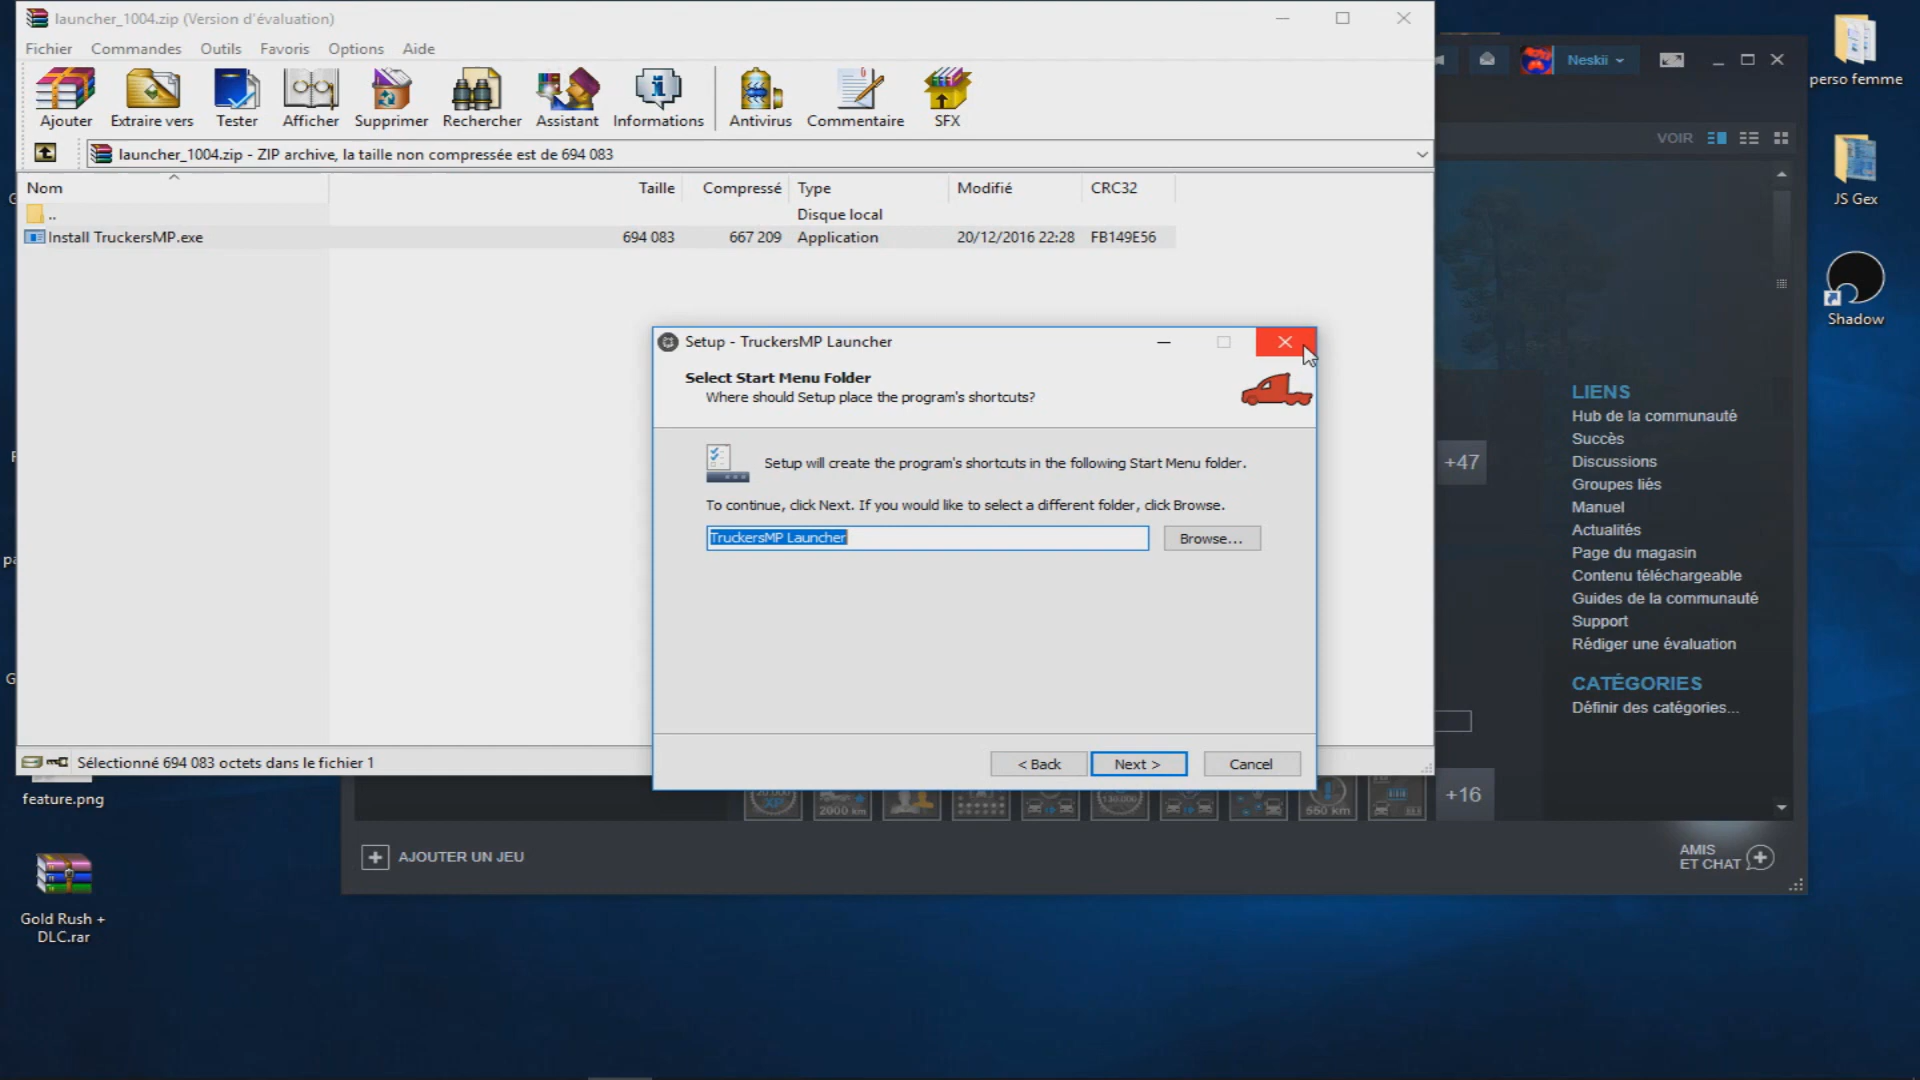 launcher_1004.zip (Version d'évaluation)
Fichier Commandes Outils Favoris Options Aide
Ajouter Extraire vers Tester Afficher Supprimer Rechercher Assistant Informations Antivirus Commentaire SFX
launcher_1004.zip - ZIP archive, la taille non compressée est de 694 083
Nom Taille Compressé Type Modifié CRC32
.. Disque local
Install TruckersMP.exe 694 083 667 209 Application 20/12/2016 22:28 FB149E56
Sélectionné 694 083 octets dans le fichier 1
Setup - TruckersMP Launcher
Select Start Menu Folder
Where should Setup place the program's shortcuts?
Setup will create the program's shortcuts in the following Start Menu folder.
To continue, click Next. If you would like to select a different folder, click Browse.
TruckersMP Launcher
Browse...
< Back Next > Cancel
Neskii
VOIR
+47
LIENS
Hub de la communauté
Succès
Discussions
Groupes liés
Manuel
Actualités
Page du magasin
Contenu téléchargeable
Guides de la communauté
Support
Rédiger une évaluation
CATÉGORIES
Définir des catégories...
2000 km
550 km
+16
AJOUTER UN JEU
AMIS
ET CHAT
perso femme
JS Gex
Shadow
feature.png
Gold Rush +
DLC.rar